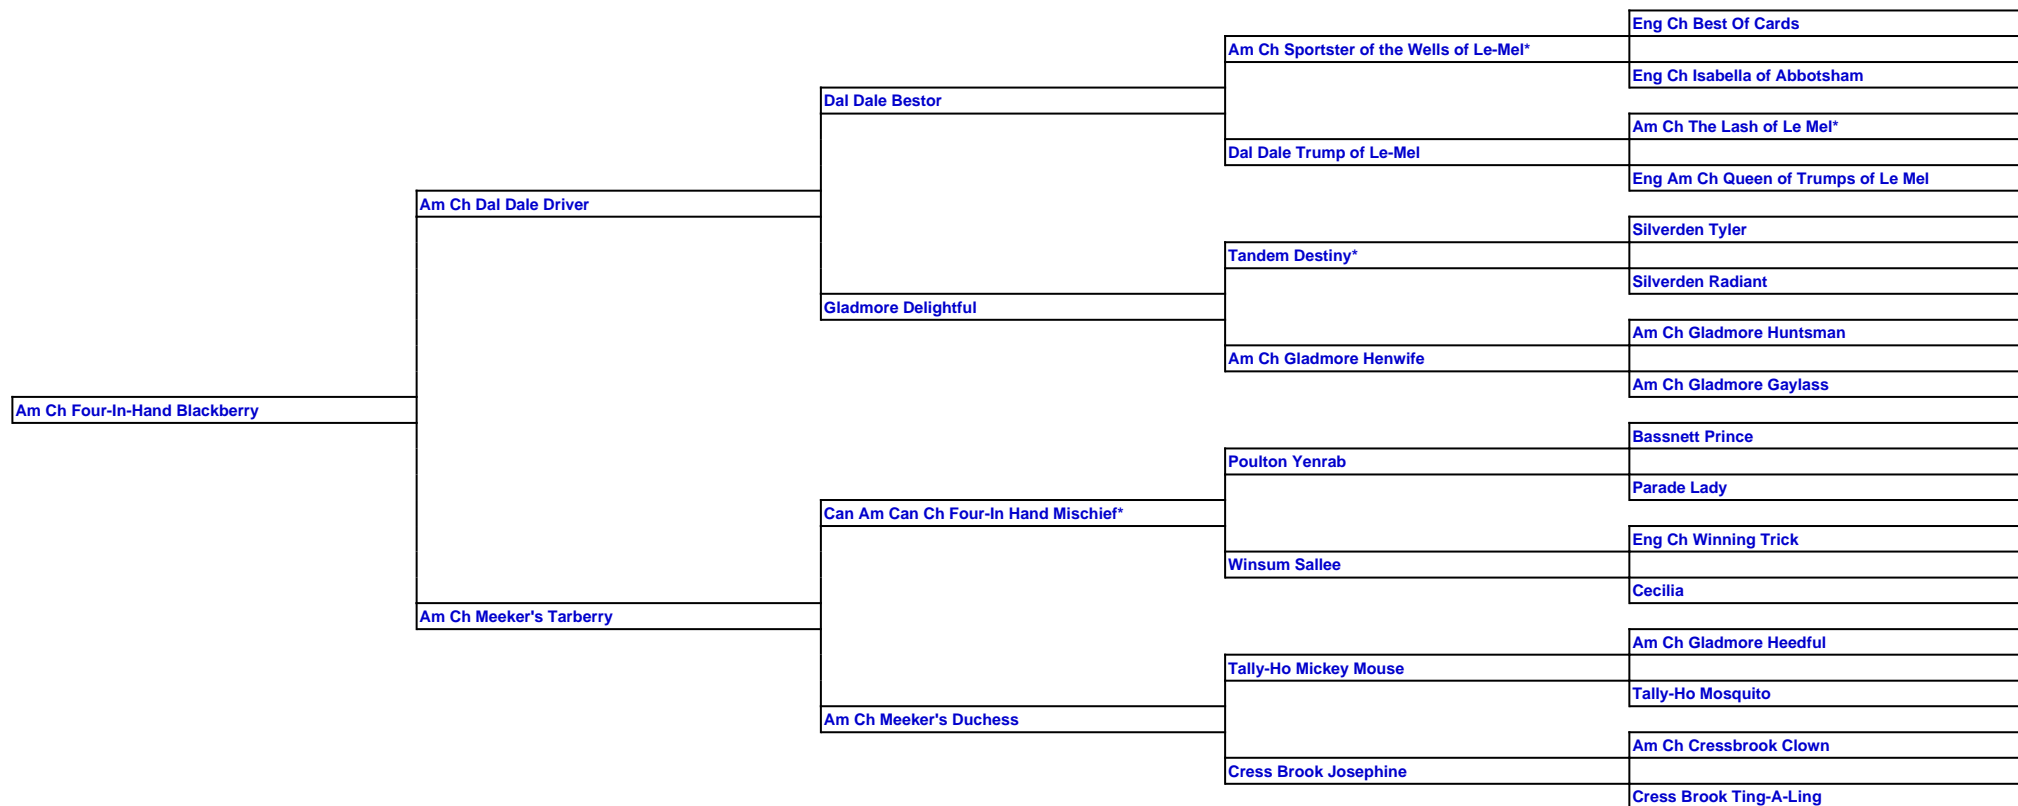 Eng Ch Best Of Cards
Am Ch Sportster of the Wells of Le-Mel*
Eng Ch Isabella of Abbotsham
Dal Dale Bestor
Am Ch The Lash of Le Mel*
Dal Dale Trump of Le-Mel
Eng Am Ch Queen of Trumps of Le Mel
Am Ch Dal Dale Driver
Silverden Tyler
Tandem Destiny*
Silverden Radiant
Gladmore Delightful
Am Ch Gladmore Huntsman
Am Ch Gladmore Henwife
Am Ch Gladmore Gaylass
Am Ch Four-In-Hand Blackberry
Bassnett Prince
Poulton Yenrab
Parade Lady
Can Am Can Ch Four-In Hand Mischief*
Eng Ch Winning Trick
Winsum Sallee
Cecilia
Am Ch Meeker's Tarberry
Am Ch Gladmore Heedful
Tally-Ho Mickey Mouse
Tally-Ho Mosquito
Am Ch Meeker's Duchess
Am Ch Cressbrook Clown
Cress Brook Josephine
Cress Brook Ting-A-Ling